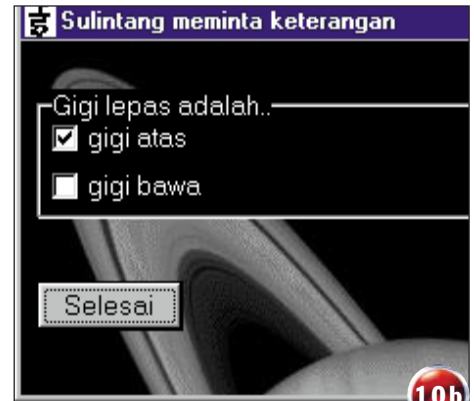 Sulintang meminta keterangan
Gigi lepas adalah..
gigi atas
gigi bawa
Selesai
10b